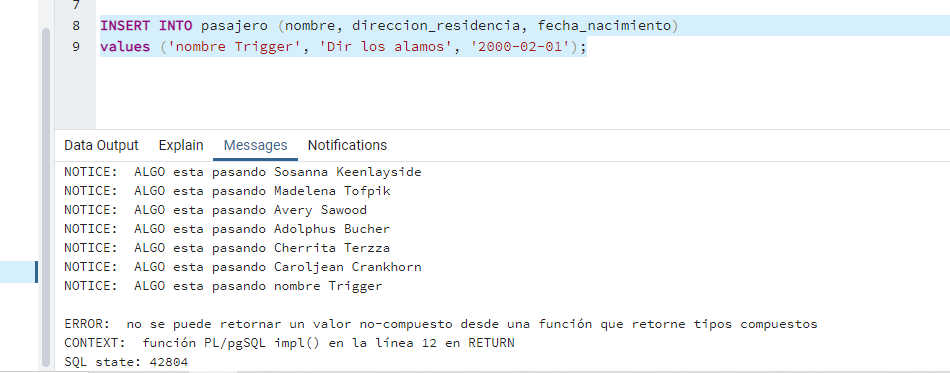 7
8 INSERT INTO pasajero (nombre, direccion_residencia, fecha_nacimiento)
9 values ('nombre Trigger', 'Dir los alamos', '2000-02-01');
Data Output Explain Messages Notifications
NOTICE:  ALGO esta pasando Sosanna Keenlayside
NOTICE:  ALGO esta pasando Madelena Tofpik
NOTICE:  ALGO esta pasando Avery Sawood
NOTICE:  ALGO esta pasando Adolphus Bucher
NOTICE:  ALGO esta pasando Cherrita Terzza
NOTICE:  ALGO esta pasando Caroljean Crankhorn
NOTICE:  ALGO esta pasando nombre Trigger
ERROR:  no se puede retornar un valor no-compuesto desde una función que retorne tipos compuestos
CONTEXT:  función PL/pgSQL impl() en la línea 12 en RETURN
SQL state: 42804